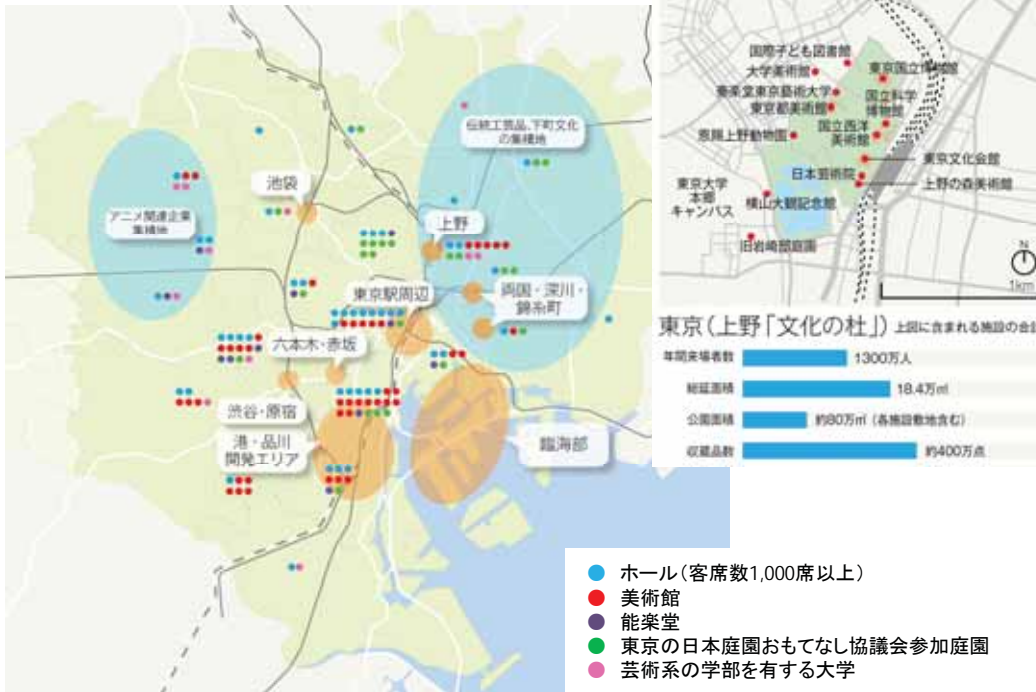 伝統工芸品、下町文化
の集積地
池袋
アニメ関連企業
集積地
上野
両国・深川・
錦糸町
東京駅周辺
六本木・赤坂
渋谷・原宿
港・品川
開発エリア
臨海部
国際子ども図書館
大学美術館
東京国立博物館
奏楽堂東京藝術大学
国立科学
博物館
東京都美術館
恩賜上野動物園
国立西洋
美術館
東京文化会館
日本芸術院
上野の森美術館
東京大学
本郷
キャンパス
横山大観記念館
旧岩崎邸庭園
N
1km
東京(上野「文化の杜」) 上図に含まれる施設の合計
年間来場者数 1300万人
総延面積 18.4万㎡
公園面積 約80万㎡(各施設敷地含む)
収蔵品数 約400万点
ホール(客席数1,000席以上)
美術館
能楽堂
東京の日本庭園おもてなし協議会参加庭園
芸術系の学部を有する大学